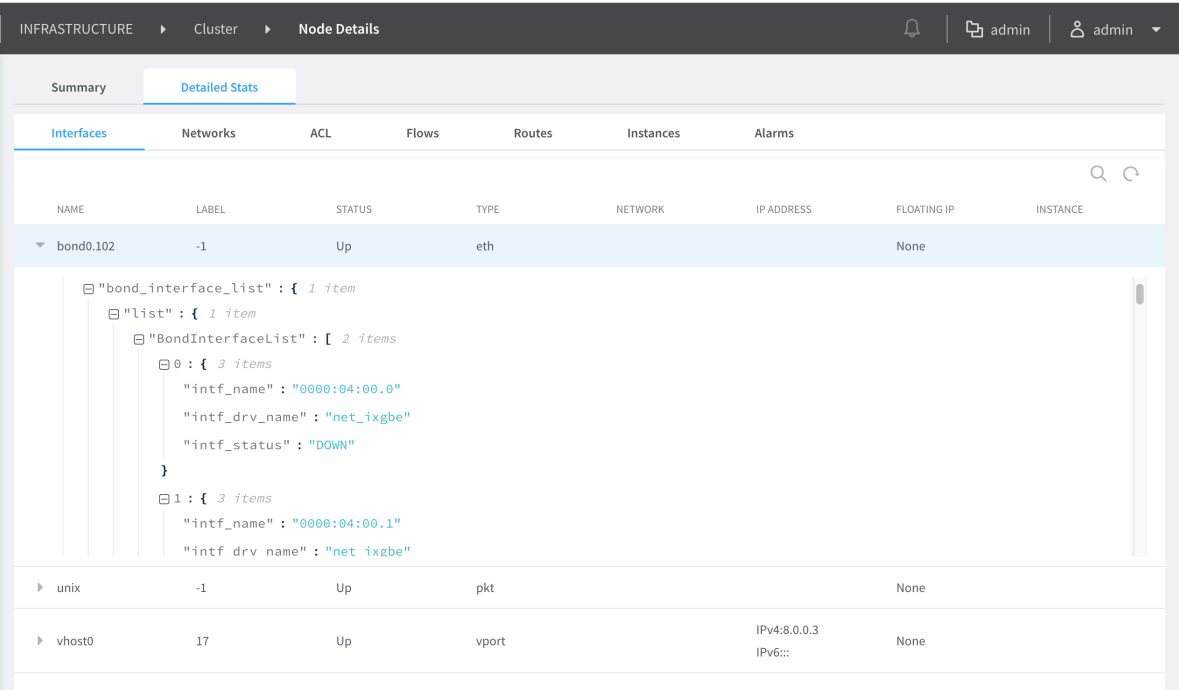 INFRASTRUCTURE Cluster Node Details admin admin
Summary Detailed Stats
Interfaces Networks ACL Flows Routes Instances Alarms
NAME LABEL STATUS TYPE NETWORK IP ADDRESS FLOATING IP INSTANCE
bond0.102 -1 Up eth None
"bond_interface_list" : { 1 item
"list" : { 1 item
"BondInterfaceList" : [ 2 items
0 : { 3 items
"intf_name" : "0000:04:00.0"
"intf_drv_name" : "net_ixgbe"
"intf_status" : "DOWN"
}
1 : { 3 items
"intf_name" : "0000:04:00.1"
"intf_drv_name" : "net_ixgbe"
unix -1 Up pkt None
vhost0 17 Up vport IPv4:8.0.0.3 None
IPv6:::